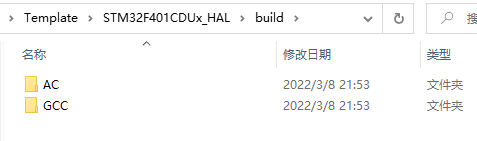 Template > STM32F401CDUx_HAL > build
名称 修改日期 类型
AC 2022/3/8 21:53 文件夹
GCC 2022/3/8 21:53 文件夹